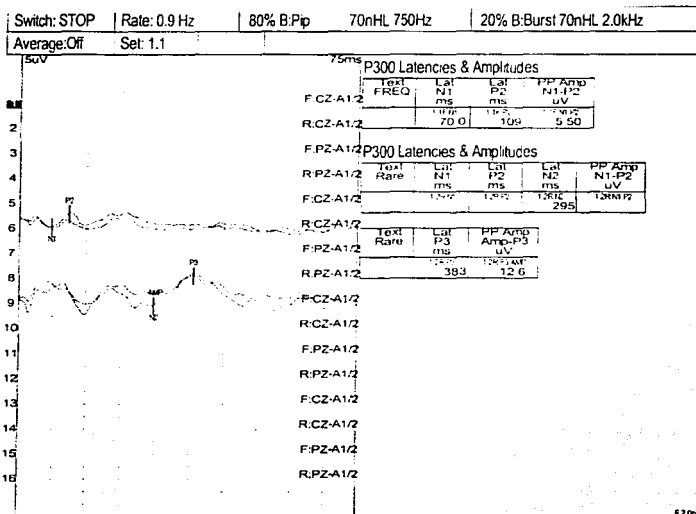 Switch: STOP Rate: 0.9 Hz 80% B:Pip 70nHL 750Hz 20% B:Burst 70nHL 2.0kHz
Average:Off Set: 1.1
5uV 75ms
P300 Latencies & Amplitudes
Text FREQ Lat N1 ms Lat P2 ms PP Amp N1-P2 uV
70.0 109 5.50
P300 Latencies & Amplitudes
Text Rare Lat N1 ms Lat P2 ms Lat N2 ms PP Amp N1-P2 uV
295
Text Rare Lat P3 ms PP Amp Amp-P3 uV
383 12.6
F:CZ-A1/2
2 R:CZ-A1/2
3 F:PZ-A1/2
4 R:PZ-A1/2
5 P2 F:CZ-A1/2
6 N1 R:CZ-A1/2
7 F:PZ-A1/2
8 P3 R:PZ-A1/2
9 AMP F:CZ-A1/2
N2
10 R:CZ-A1/2
11 F:PZ-A1/2
12 R:PZ-A1/2
13 F:CZ-A1/2
14 R:CZ-A1/2
15 F:PZ-A1/2
16 R:PZ-A1/2